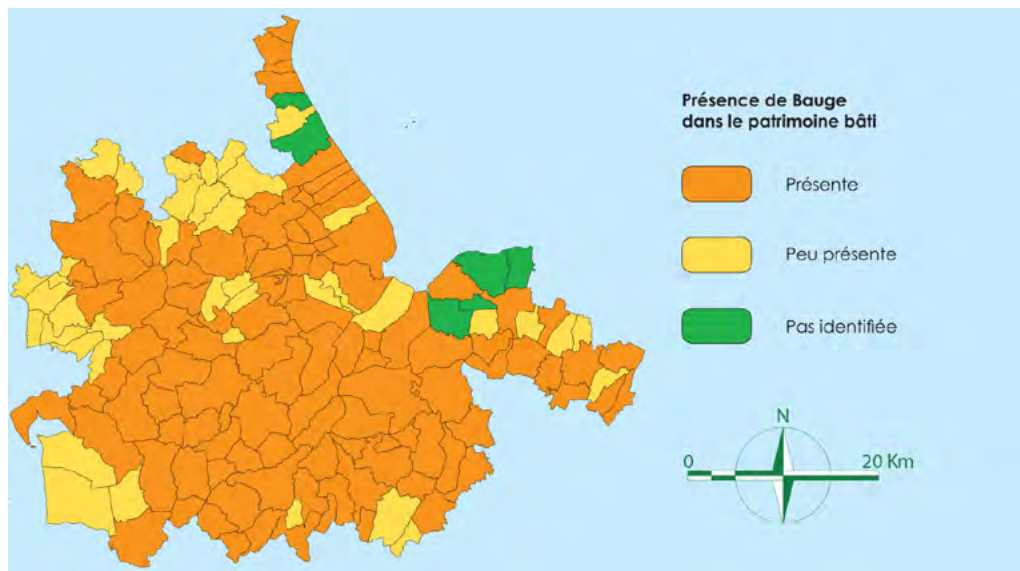 Présence de Bauge
dans le patrimoine bâti
Présente
Peu présente
Pas identifiée
N
0
20 Km